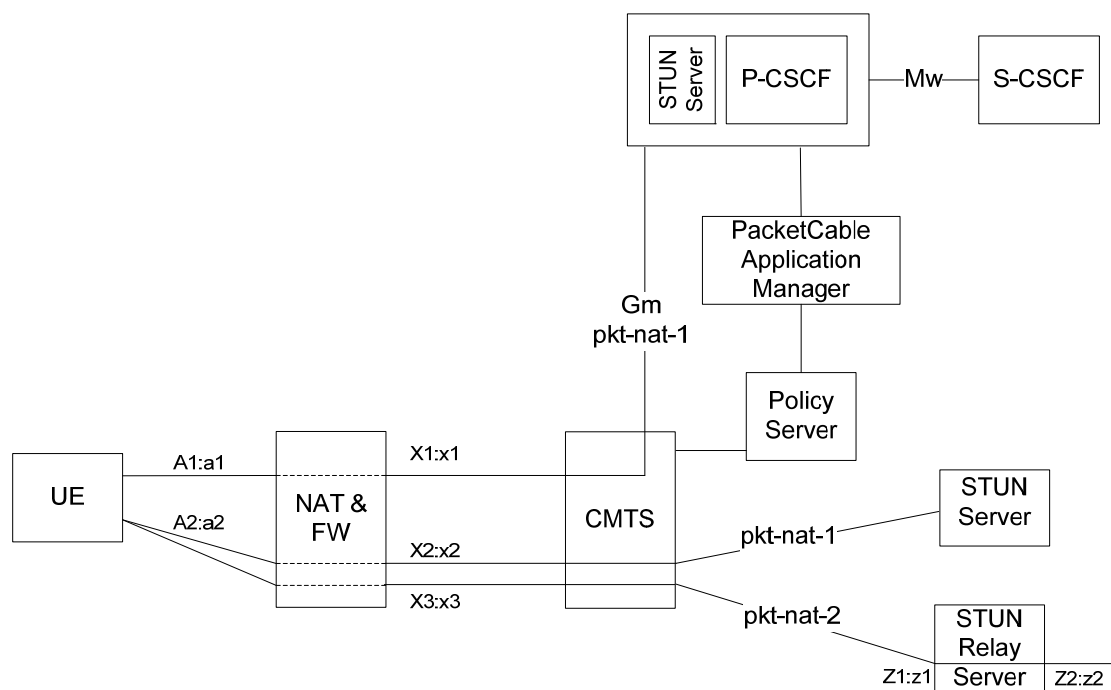 STUN
Server
P-CSCF
Mw
S-CSCF
PacketCable
Application
Manager
Gm
pkt-nat-1
Policy
Server
A1:a1
X1:x1
UE
NAT &
FW
CMTS
STUN
Server
A2:a2
X2:x2
pkt-nat-1
X3:x3
pkt-nat-2
STUN
Relay
Server
Z1:z1
Z2:z2